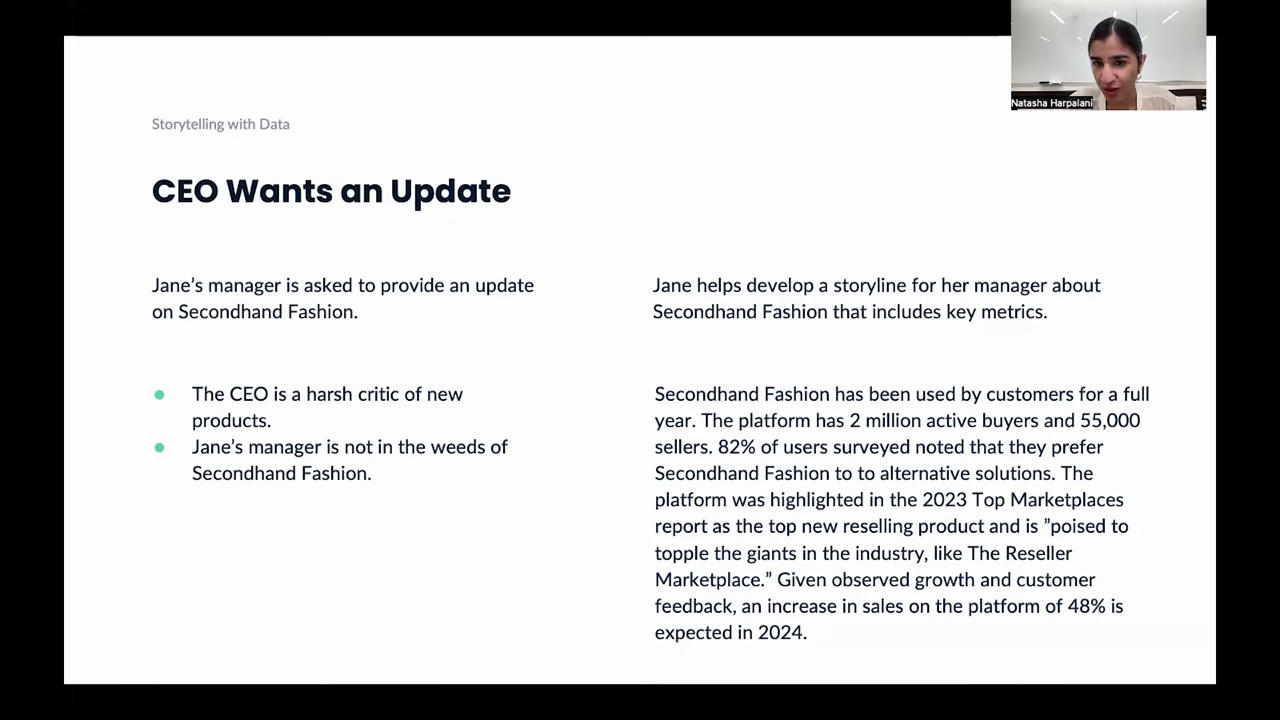 Natasha Harpalani
Storytelling with Data
CEO Wants an Update
Jane's manager is asked to provide an update
on Secondhand Fashion.
● The CEO is a harsh critic of new
products.
● Jane's manager is not in the weeds of
Secondhand Fashion.
Jane helps develop a storyline for her manager about
Secondhand Fashion that includes key metrics.
Secondhand Fashion has been used by customers for a full
year. The platform has 2 million active buyers and 55,000
sellers. 82% of users surveyed noted that they prefer
Secondhand Fashion to to alternative solutions. The
platform was highlighted in the 2023 Top Marketplaces
report as the top new reselling product and is ”poised to
topple the giants in the industry, like The Reseller
Marketplace.” Given observed growth and customer
feedback, an increase in sales on the platform of 48% is
expected in 2024.